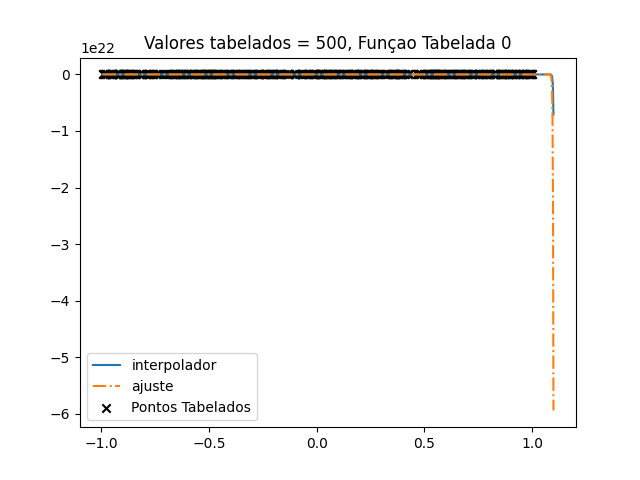 Valores tabelados = 500, Funçao Tabelada 0
1e22
0
−1
−2
−3
−4
−5
−6
interpolador
ajuste
Pontos Tabelados
−1.0 −0.5 0.0 0.5 1.0